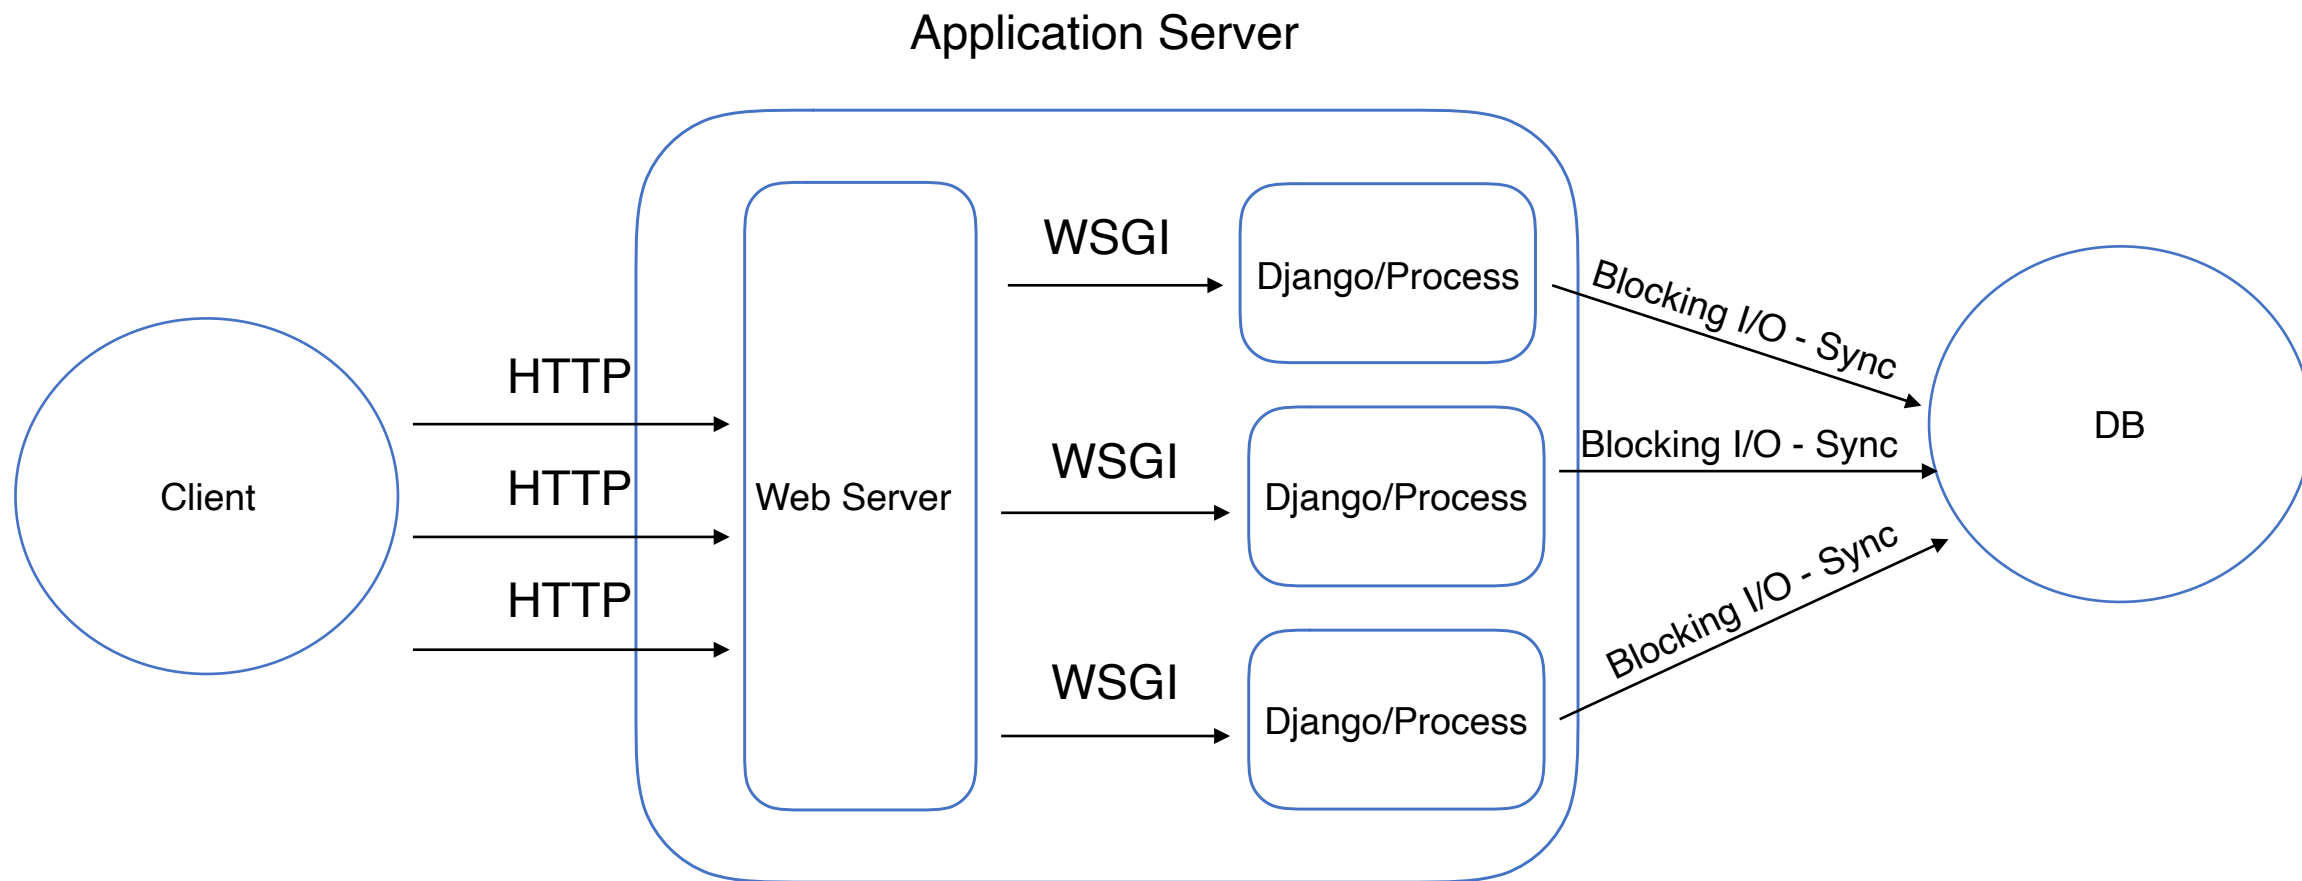 Application Server
Client
HTTP
HTTP
HTTP
Web Server
WSGI
WSGI
WSGI
Django/Process
Django/Process
Django/Process
Blocking I/O - Sync
Blocking I/O - Sync
Blocking I/O - Sync
DB